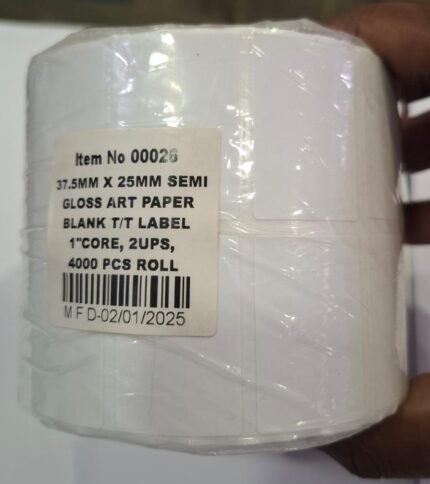 Item No 00026
37.5MM X 25MM SEMI
GLOSS ART PAPER
BLANK T/T LABEL
1"CORE, 2UPS,
4000 PCS ROLL
M F D-02/01/2025